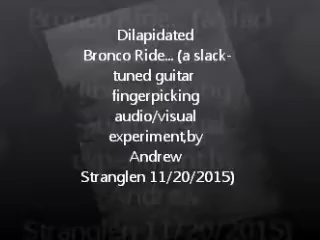 Dilapidated
Bronco Ride... (a slack-
tuned guitar
fingerpicking
audio/visual
experiment,by
Andrew
Stranglen 11/20/2015)